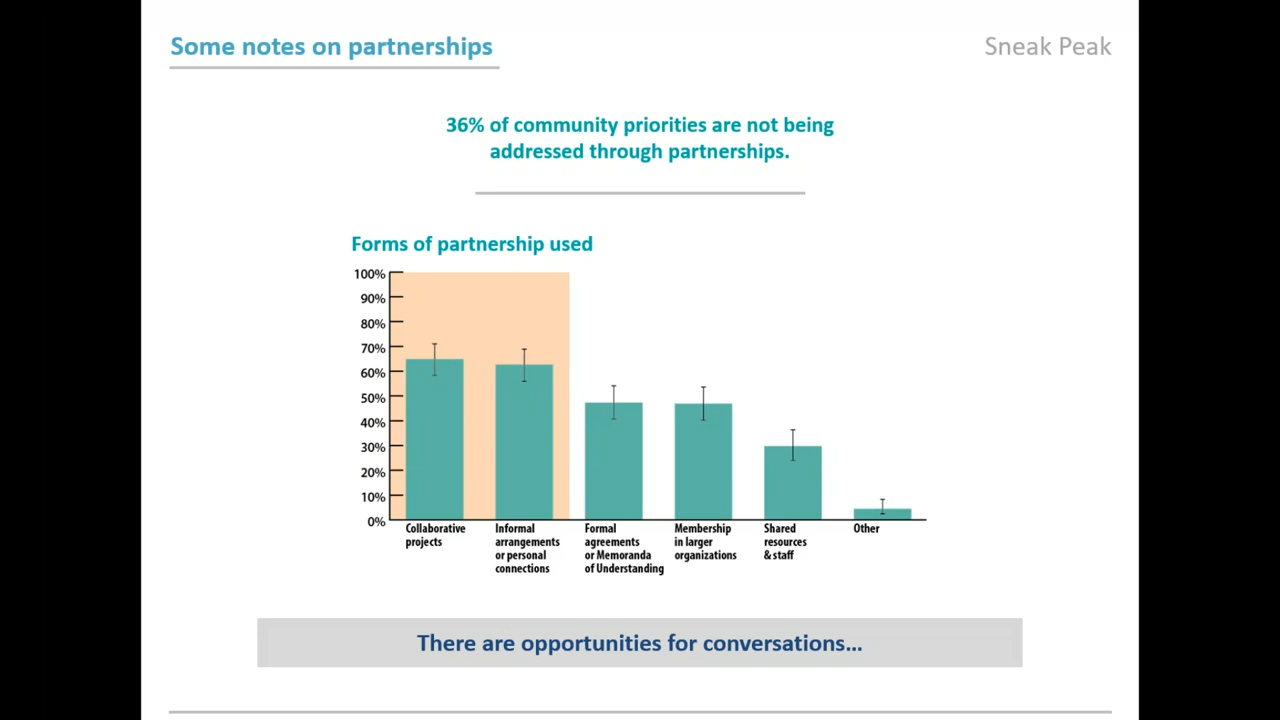 Some notes on partnerships
Sneak Peak
36% of community priorities are not being
addressed through partnerships.
Forms of partnership used
100%
90%
80%
70%
60%
50%
40%
30%
20%
10%
0%
Collaborative
projects
Informal
arrangements
or personal
connections
Formal
agreements
or Memoranda
of Understanding
Membership
in larger
organizations
Shared
resources
& staff
Other
There are opportunities for conversations...